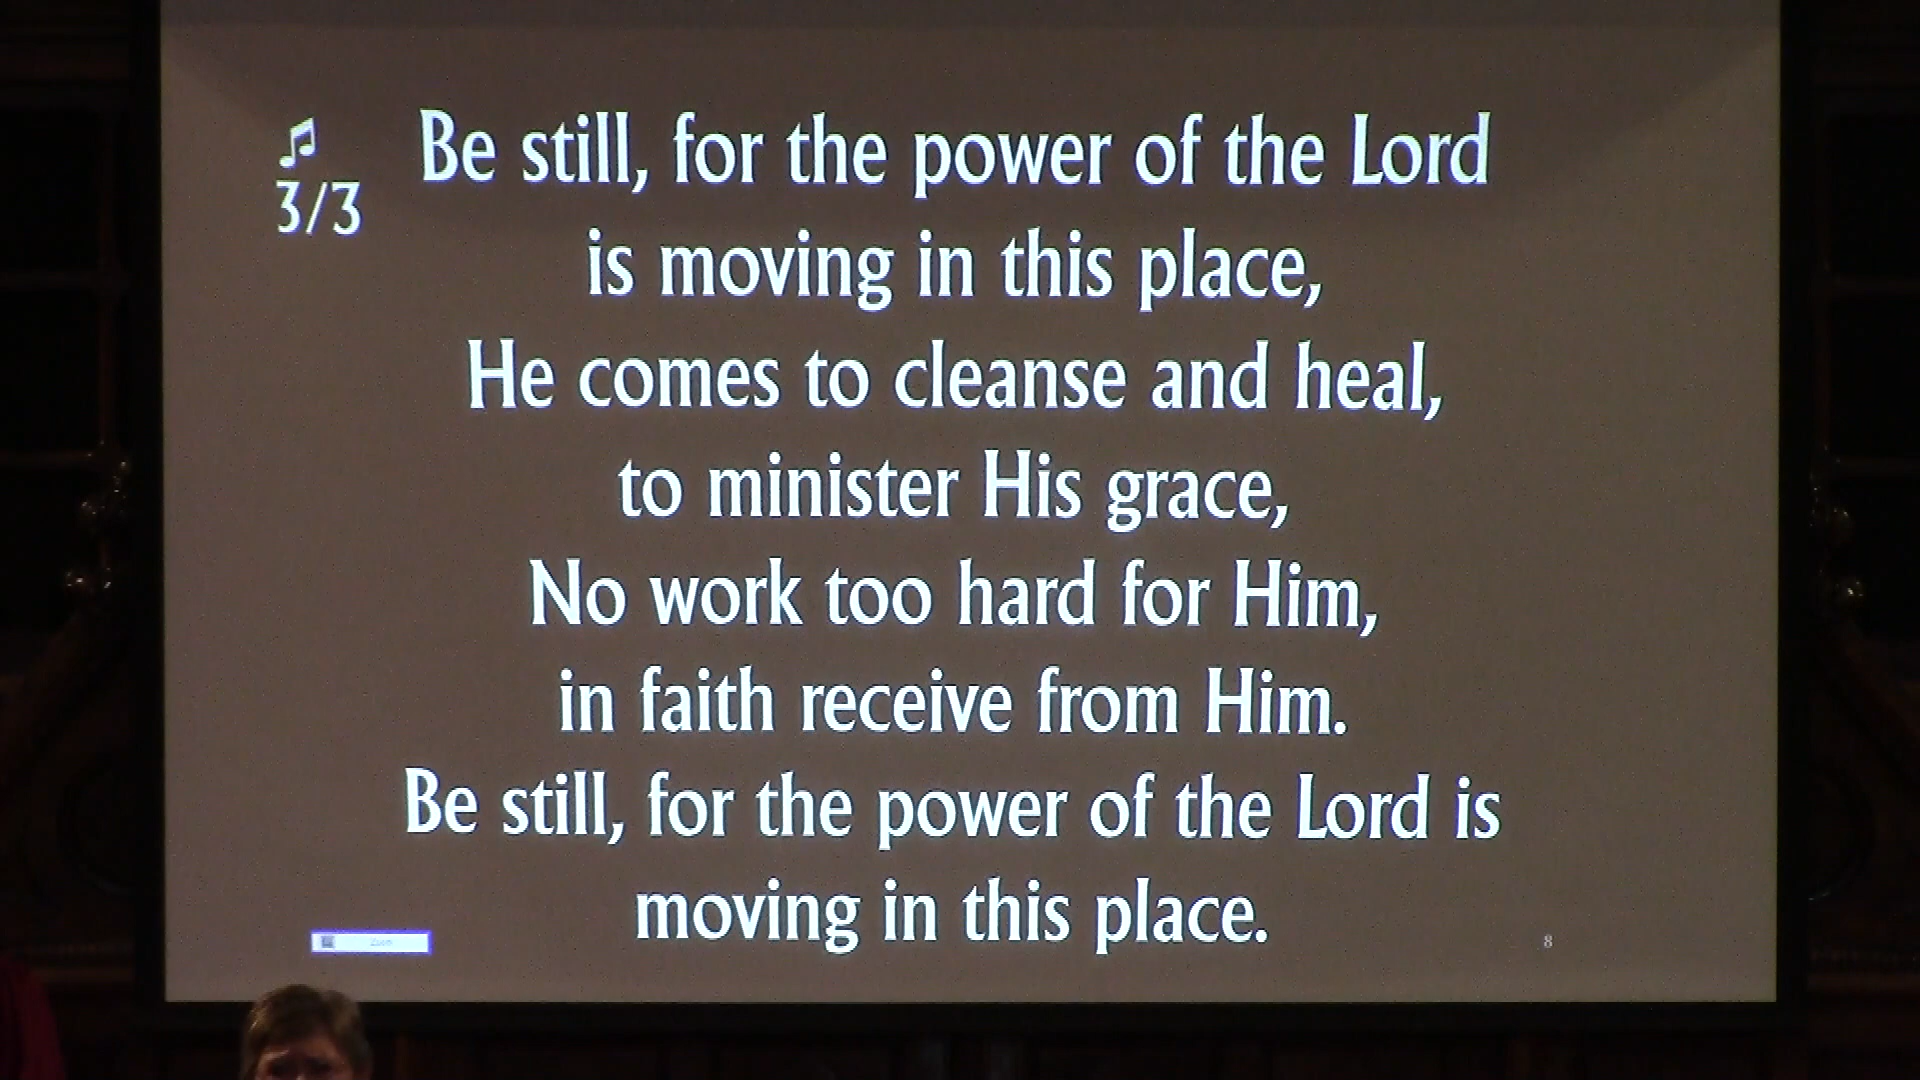 3/3
Be still, for the power of the Lord
is moving in this place,
He comes to cleanse and heal,
to minister His grace,
No work too hard for Him,
in faith receive from Him.
Be still, for the power of the Lord is
moving in this place.
Zoom
8